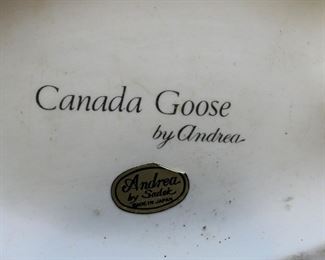 Canada Goose
by Andrea
Andrea
by Sadek
MADE IN JAPAN